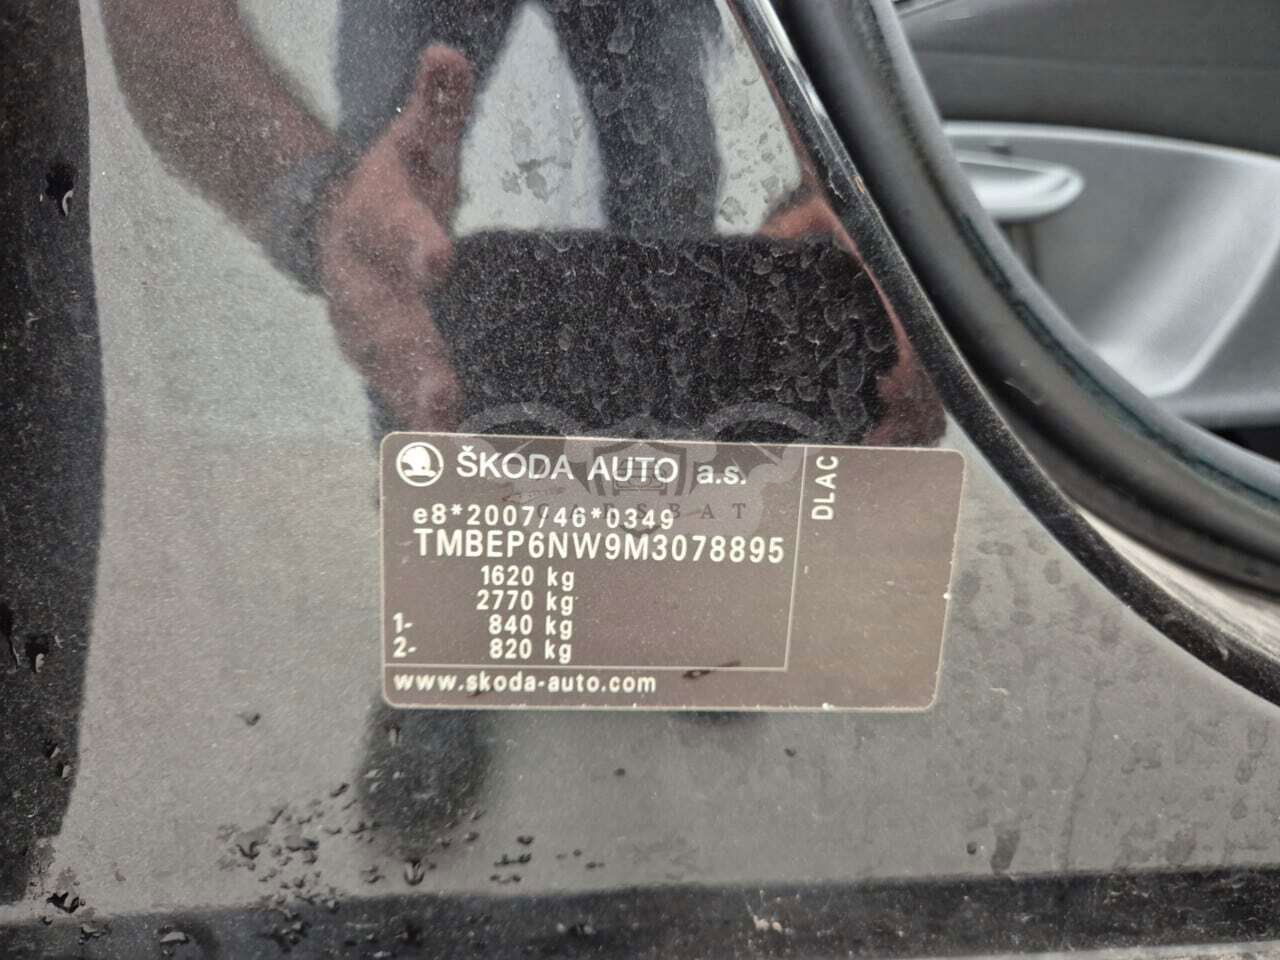 ŠKODA AUTO a.s.
DLAC
CARSBAT
e8*2007/46*0349
TMBEP6NW9M3078895
1620 kg
2770 kg
1- 840 kg
2- 820 kg
www.skoda-auto.com